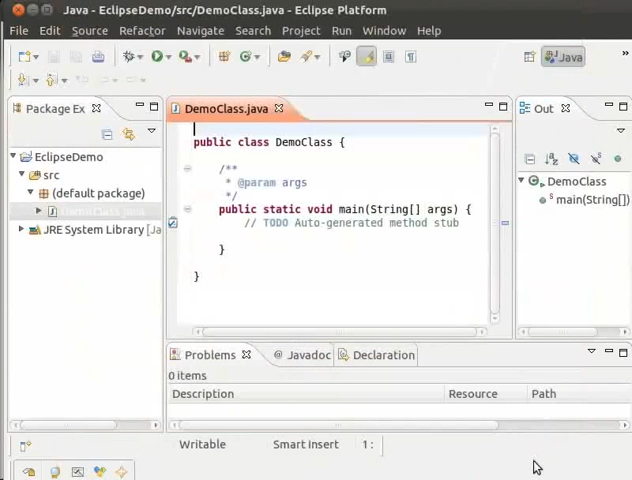 Java - EclipseDemo/src/DemoClass.java - Eclipse Platform
File Edit Source Refactor Navigate Search Project Run Window Help
Java »
Package Ex
DemoClass.java
Out
EclipseDemo
src
(default package)
DemoClass.java
JRE System Library [Ja
public class DemoClass {
/**
* @param args
*/
public static void main(String[] args) {
// TODO Auto-generated method stub
}
}
DemoClass
main(String[])
Problems @ Javadoc Declaration
0 items
Description Resource Path
Writable Smart Insert 1 :